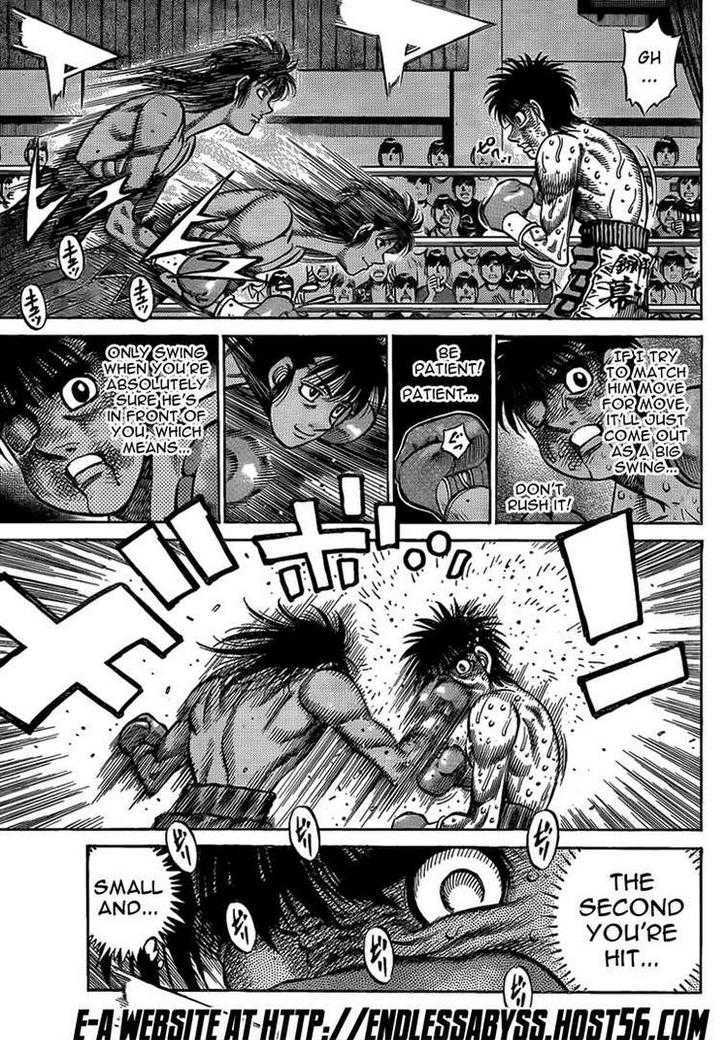 GH
...
IF I TRY
TO MATCH
HIM MOVE
FOR MOVE,
IT'LL JUST
COME OUT
AS A BIG
SWING...
DON'T
RUSH IT!
BE
PATIENT!
PATIENT...
ONLY SWING
WHEN YOU'RE
ABSOLUTELY
SURE HE'S
IN FRONT OF
YOU, WHICH
MEANS...
THE
SECOND
YOU'RE
HIT...
SMALL
AND...
E-A WEBSITE AT HTTP://ENDLESSABYSS.HOST56.COM